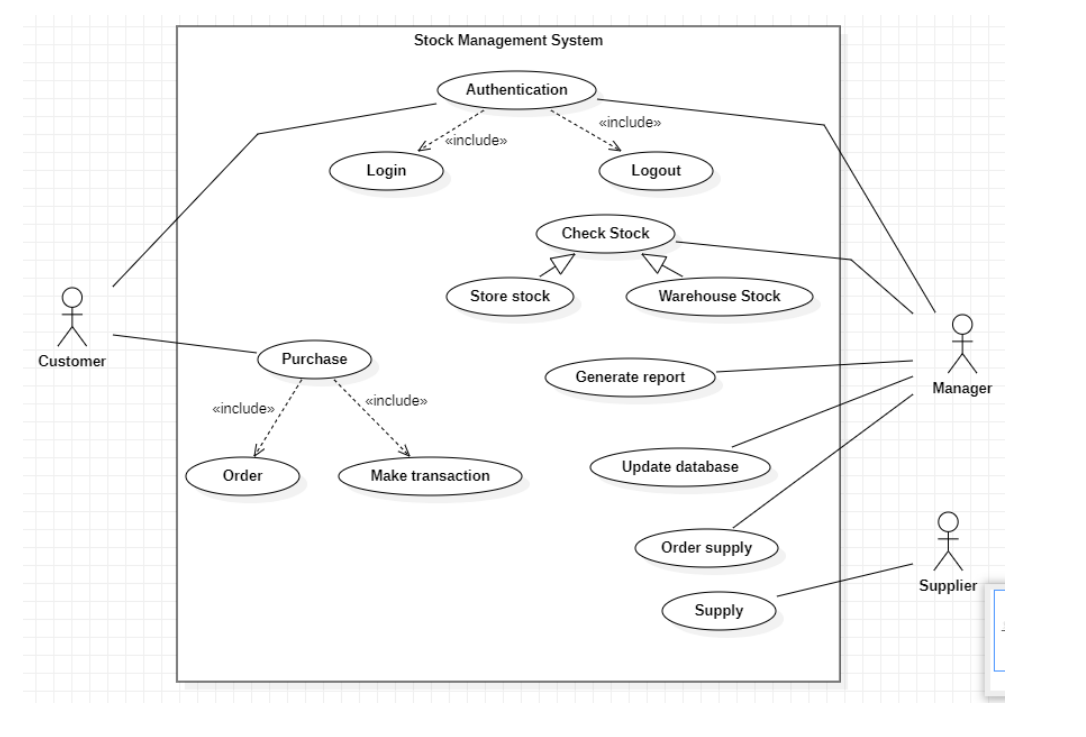 Stock Management System
Authentication
«include»
«include»
Login
Logout
Check Stock
Store stock
Warehouse Stock
Customer
Purchase
Generate report
Manager
«include»
«include»
Order
Make transaction
Update database
Order supply
Supplier
Supply